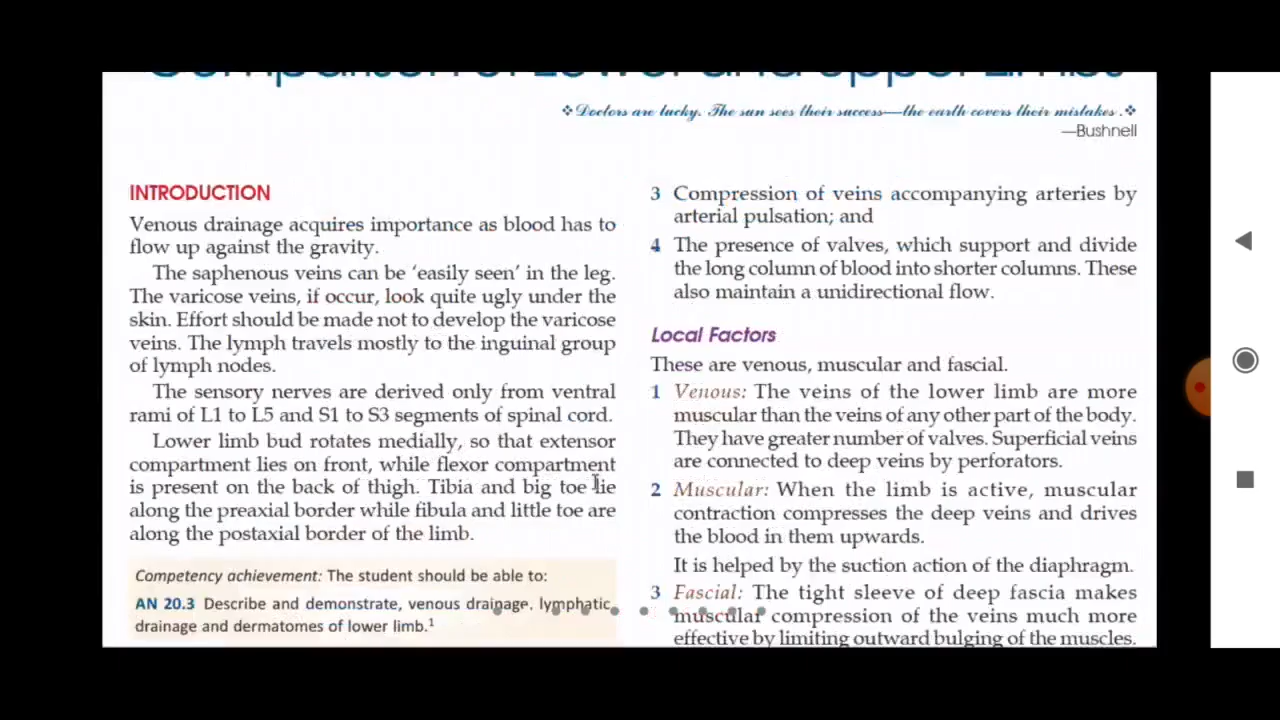 Comparison of Lower and Upper Limbs
❖Doctors are lucky. The sun sees their success—the earth covers their mistakes.❖
—Bushnell
INTRODUCTION
Venous drainage acquires importance as blood has to
flow up against the gravity.
The saphenous veins can be ‘easily seen’ in the leg.
The varicose veins, if occur, look quite ugly under the
skin. Effort should be made not to develop the varicose
veins. The lymph travels mostly to the inguinal group
of lymph nodes.
The sensory nerves are derived only from ventral
rami of L1 to L5 and S1 to S3 segments of spinal cord.
Lower limb bud rotates medially, so that extensor
compartment lies on front, while flexor compartment
is present on the back of thigh. Tibia and big toe lie
along the preaxial border while fibula and little toe are
along the postaxial border of the limb.
Competency achievement: The student should be able to:
AN 20.3 Describe and demonstrate, venous drainage, lymphatic
drainage and dermatomes of lower limb.1
3 Compression of veins accompanying arteries by
arterial pulsation; and
4 The presence of valves, which support and divide
the long column of blood into shorter columns. These
also maintain a unidirectional flow.
Local Factors
These are venous, muscular and fascial.
1 Venous: The veins of the lower limb are more
muscular than the veins of any other part of the body.
They have greater number of valves. Superficial veins
are connected to deep veins by perforators.
2 Muscular: When the limb is active, muscular
contraction compresses the deep veins and drives
the blood in them upwards.
It is helped by the suction action of the diaphragm.
3 Fascial: The tight sleeve of deep fascia makes
muscular compression of the veins much more
effective by limiting outward bulging of the muscles.